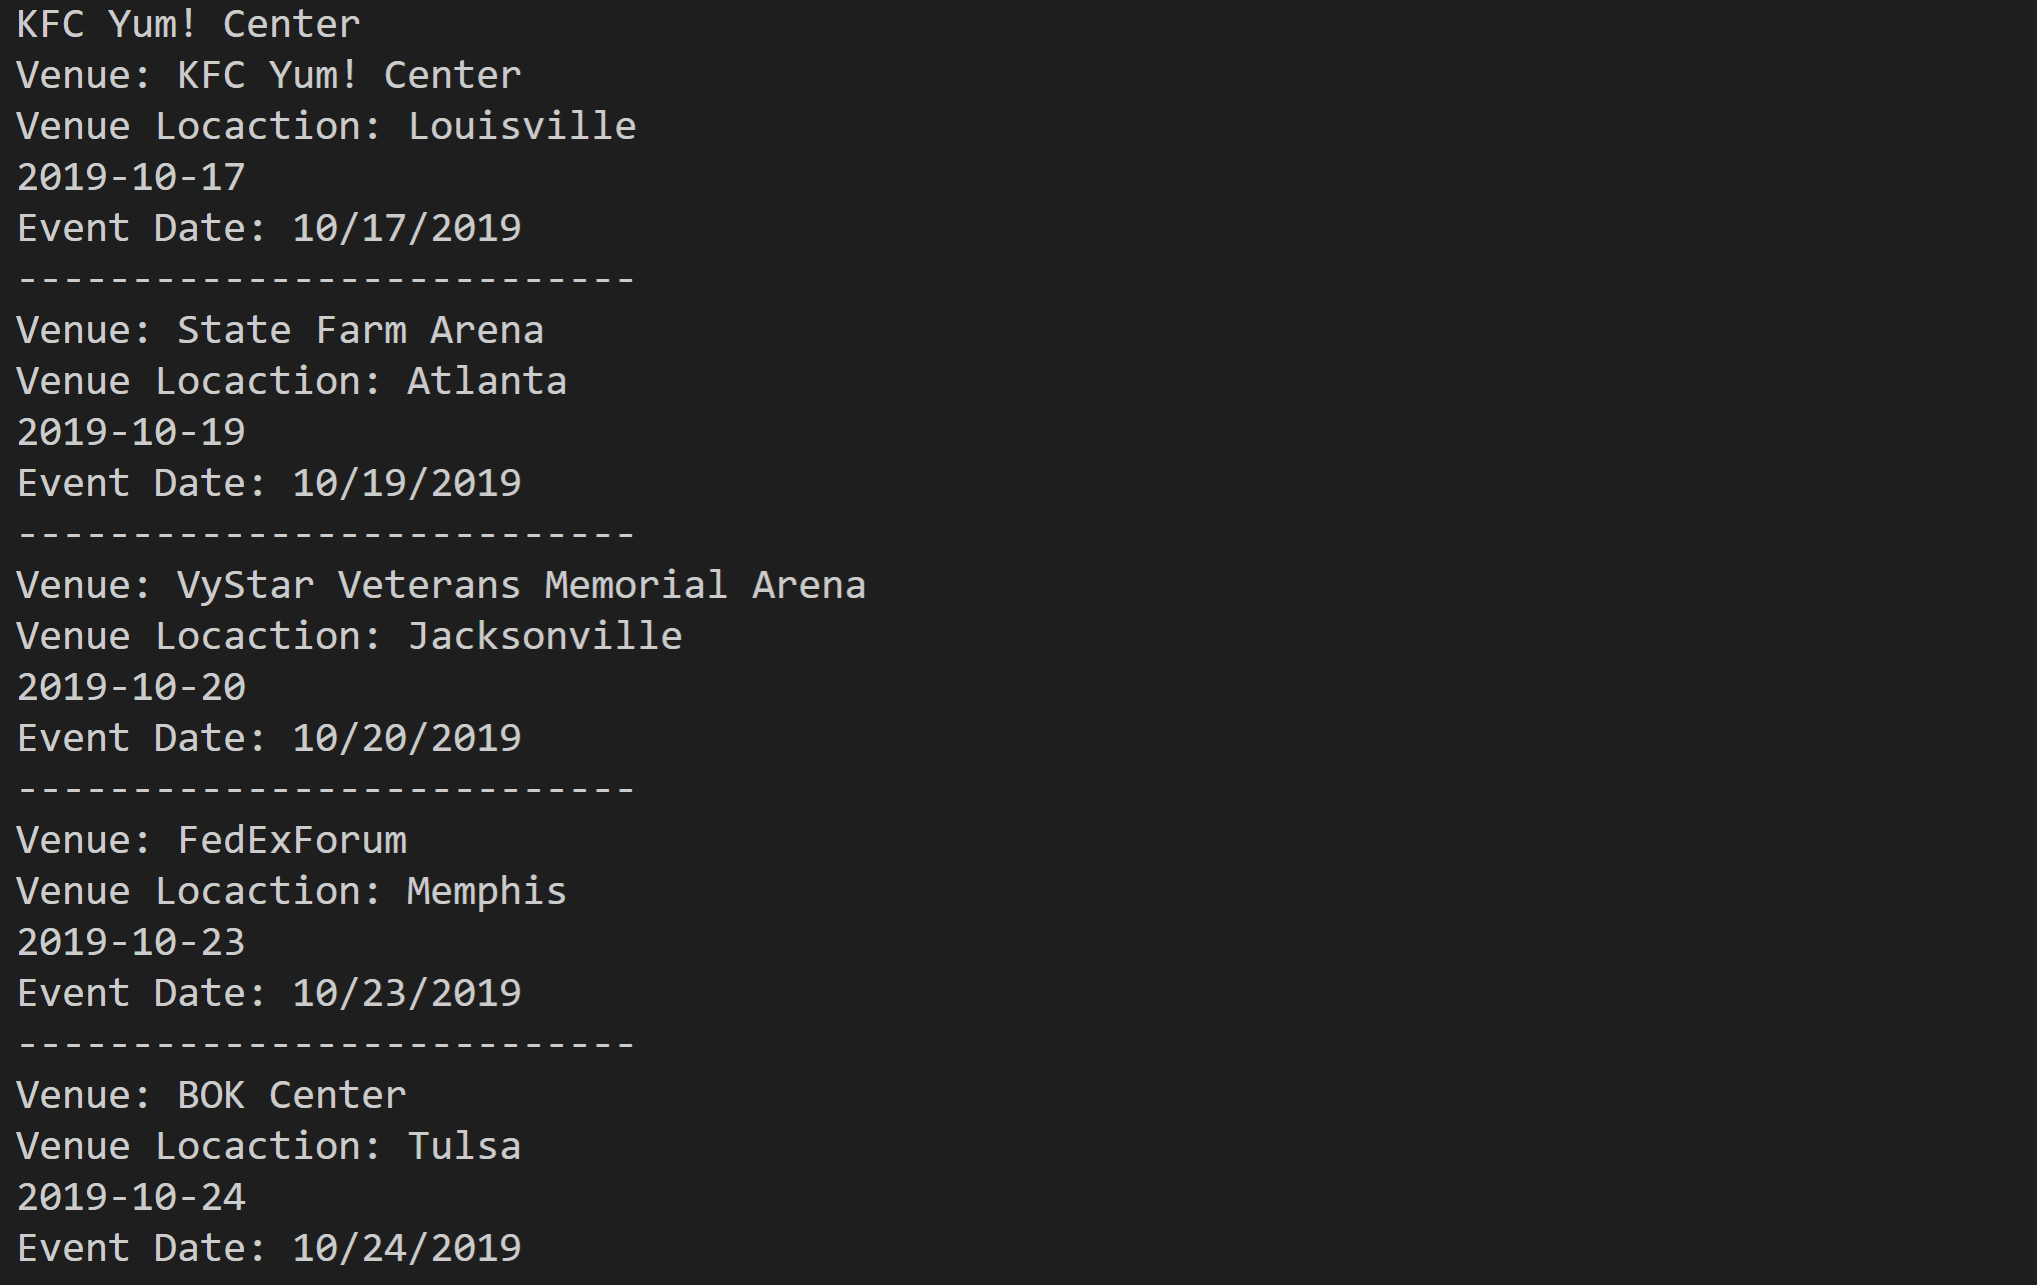 KFC Yum! Center
Venue: KFC Yum! Center
Venue Locaction: Louisville
2019-10-17
Event Date: 10/17/2019
---------------------------
Venue: State Farm Arena
Venue Locaction: Atlanta
2019-10-19
Event Date: 10/19/2019
---------------------------
Venue: VyStar Veterans Memorial Arena
Venue Locaction: Jacksonville
2019-10-20
Event Date: 10/20/2019
---------------------------
Venue: FedExForum
Venue Locaction: Memphis
2019-10-23
Event Date: 10/23/2019
---------------------------
Venue: BOK Center
Venue Locaction: Tulsa
2019-10-24
Event Date: 10/24/2019